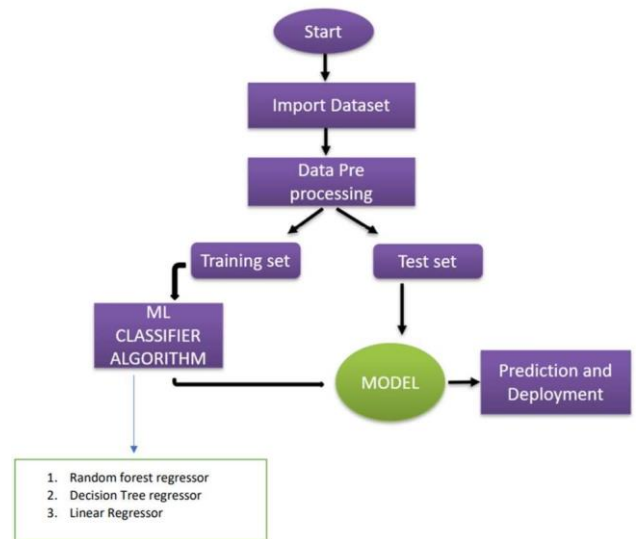 Start
Import Dataset
Data Pre
processing
Training set
Test set
ML
CLASSIFIER
ALGORITHM
MODEL
Prediction and
Deployment
1. Random forest regressor
2. Decision Tree regressor
3. Linear Regressor